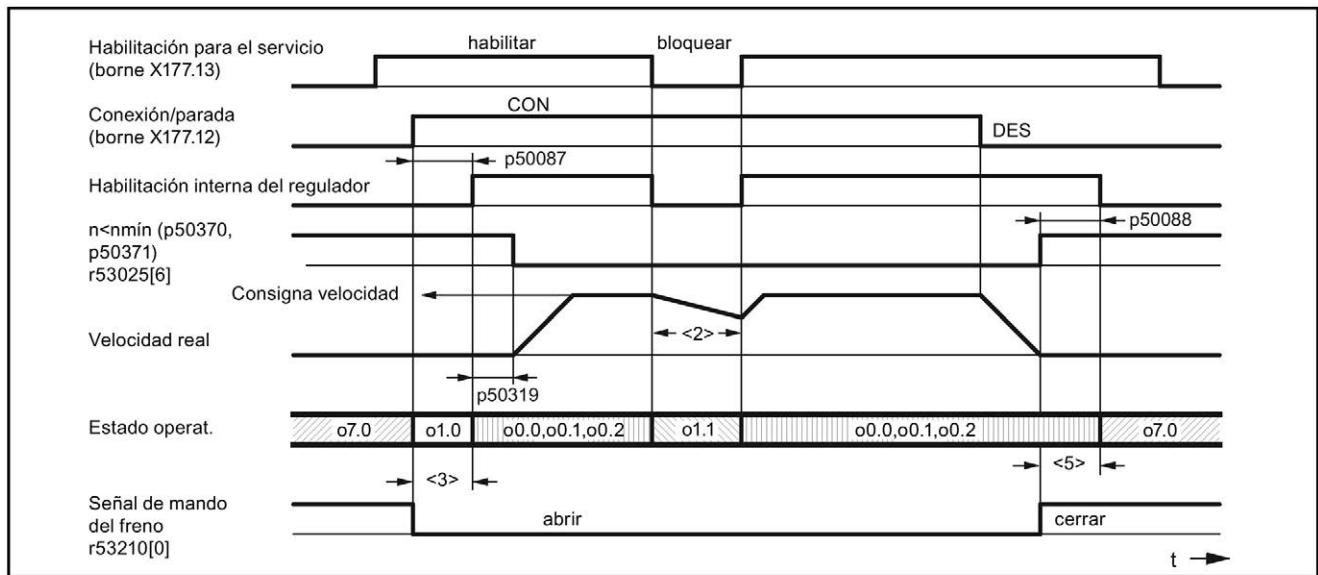 Habilitación para el servicio
(borne X177.13)
habilitar
bloquear
Conexión/parada
(borne X177.12)
CON
DES
p50087
Habilitación interna del regulador
n<nmín (p50370,
p50371)
r53025[6]
p50088
Consigna velocidad
<2>
Velocidad real
p50319
Estado operat.
o7.0
o1.0
o0.0,o0.1,o0.2
o1.1
o0.0,o0.1,o0.2
o7.0
<3>
<5>
Señal de mando
del freno
r53210[0]
abrir
cerrar
t